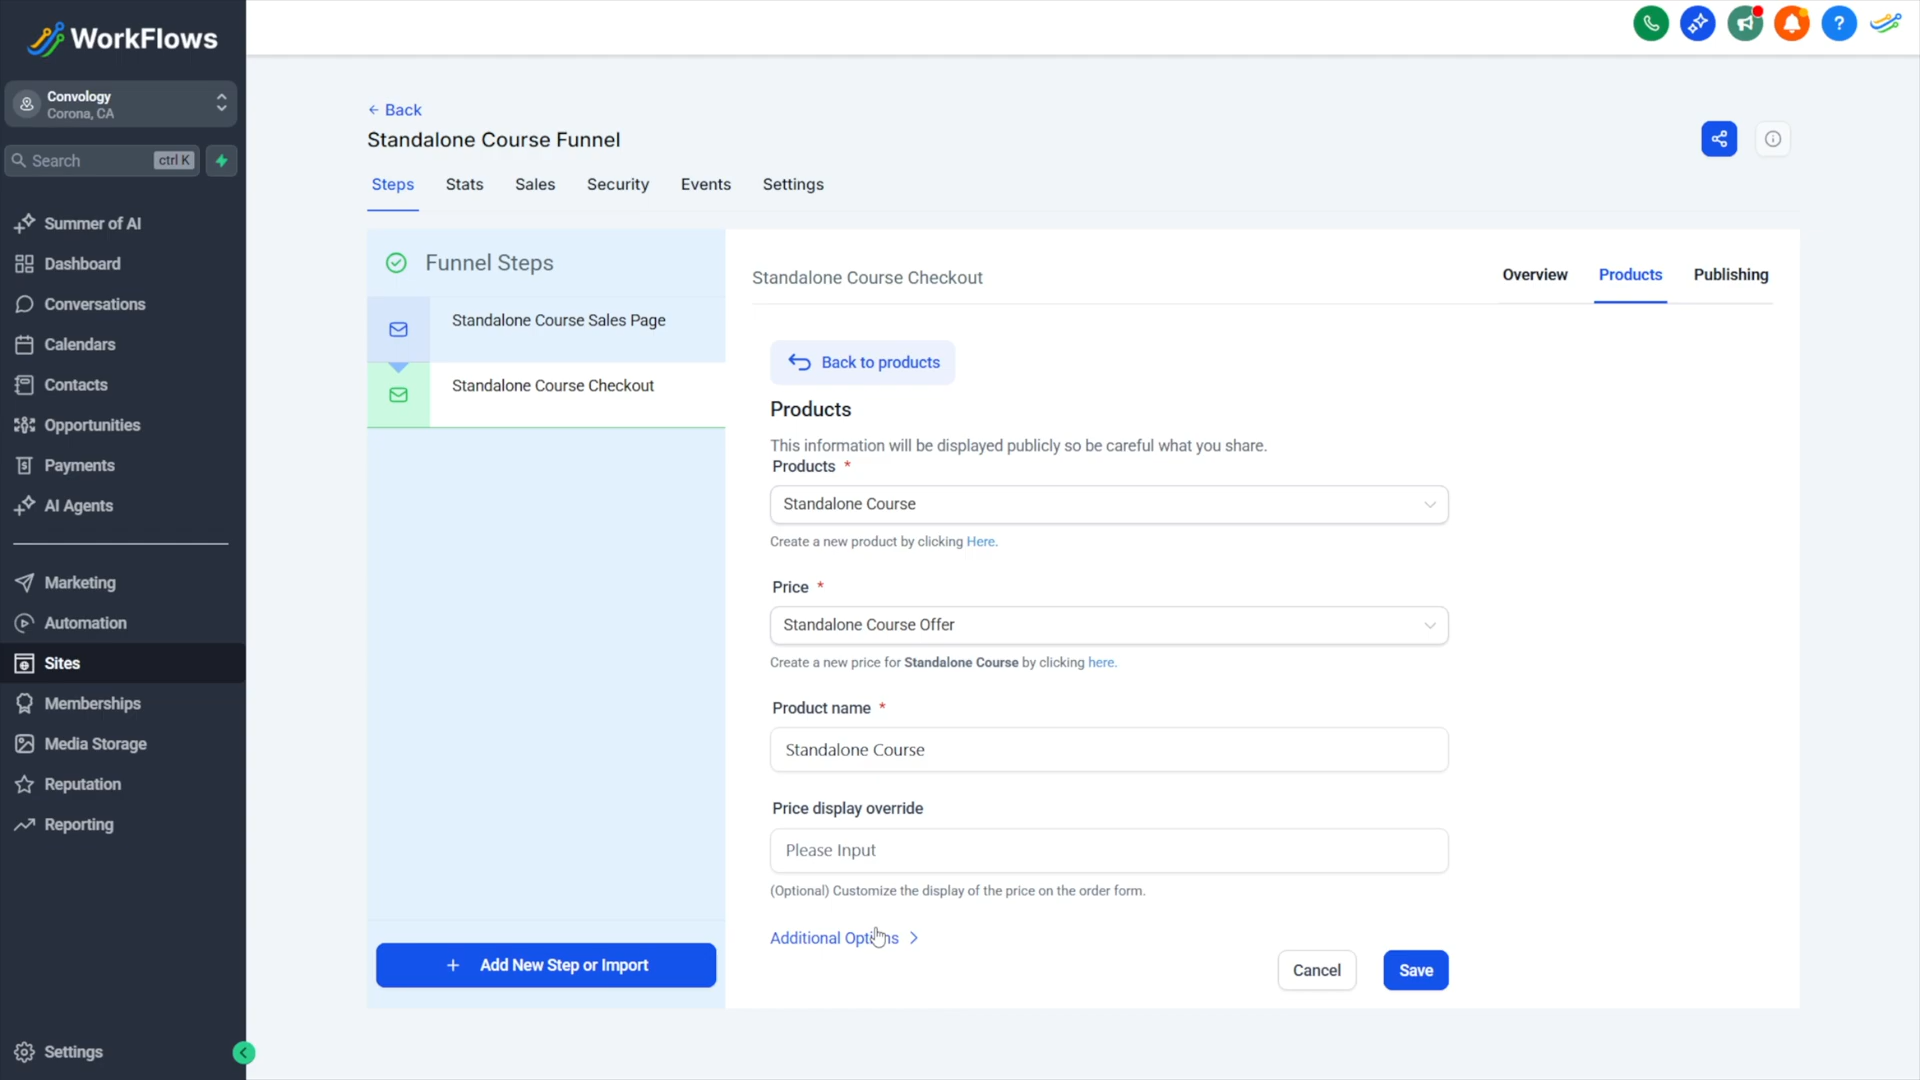 WorkFlows
Convology
Corona, CA
Search
ctrl K
Summer of AI
Dashboard
Conversations
Calendars
Contacts
Opportunities
Payments
AI Agents
Marketing
Automation
Sites
Memberships
Media Storage
Reputation
Reporting
Settings
← Back
Standalone Course Funnel
Steps
Stats
Sales
Security
Events
Settings
Funnel Steps
Standalone Course Sales Page
Standalone Course Checkout
+ Add New Step or Import
Standalone Course Checkout
Overview
Products
Publishing
Back to products
Products
This information will be displayed publicly so be careful what you share.
Products *
Standalone Course
Create a new product by clicking Here.
Price *
Standalone Course Offer
Create a new price for Standalone Course by clicking here.
Product name *
Standalone Course
Price display override
Please Input
(Optional) Customize the display of the price on the order form.
Additional Options
Cancel
Save